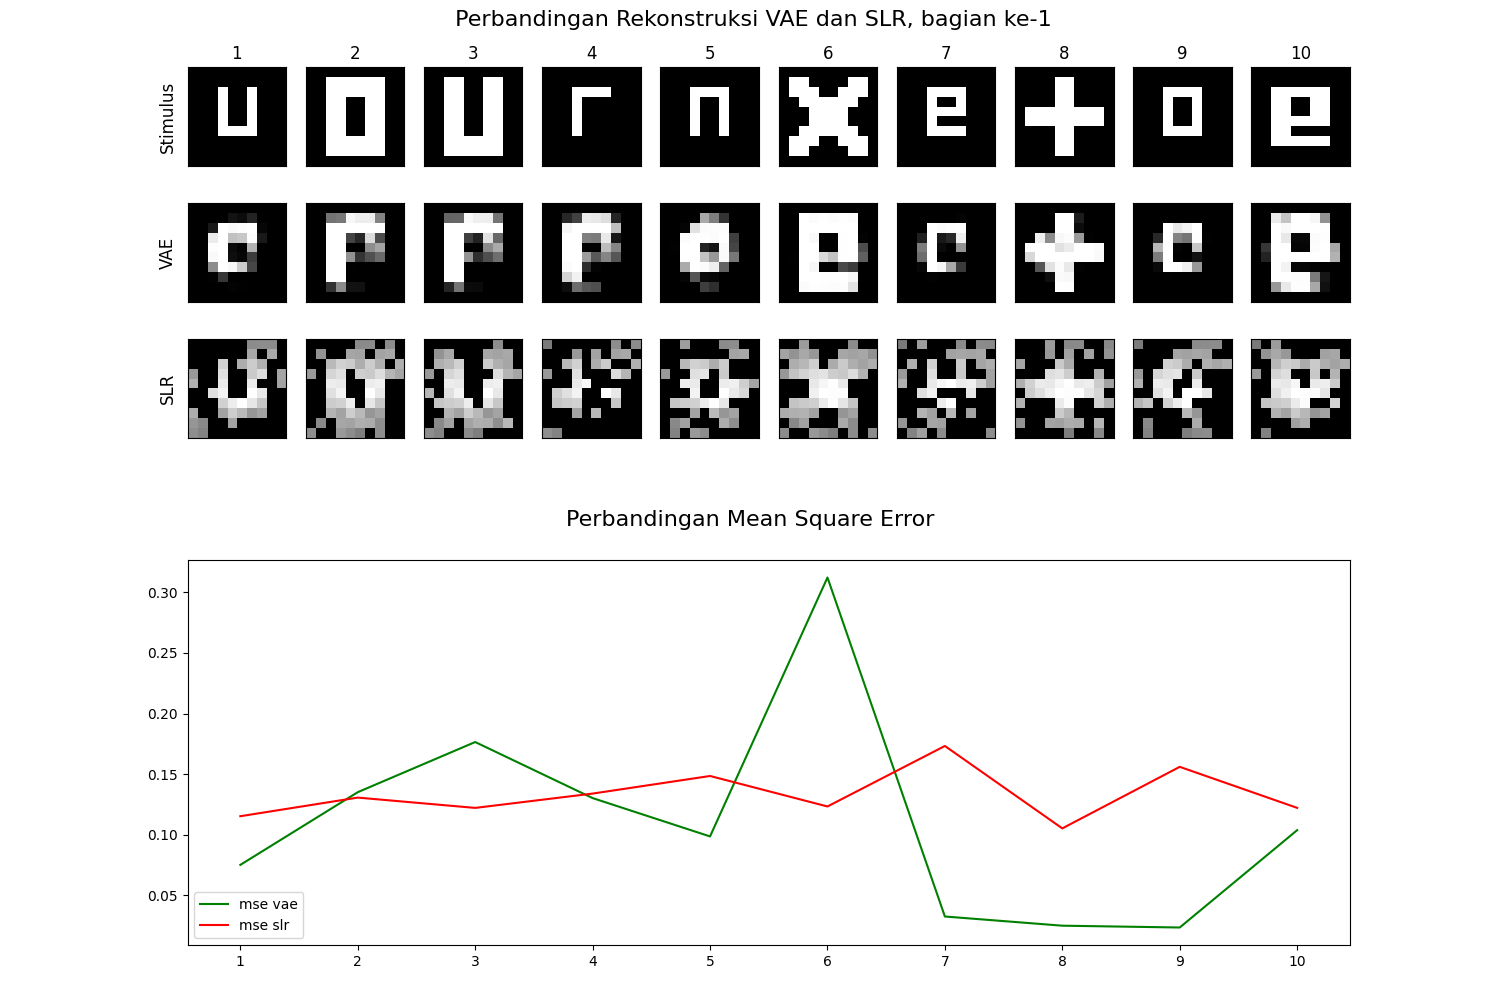 Perbandingan Rekonstruksi VAE dan SLR, bagian ke-1
1 2 3 4 5 6 7 8 9 10
Stimulus
VAE
SLR
Perbandingan Mean Square Error
0.30
0.25
0.20
0.15
0.10
0.05
mse vae
mse slr
1 2 3 4 5 6 7 8 9 10